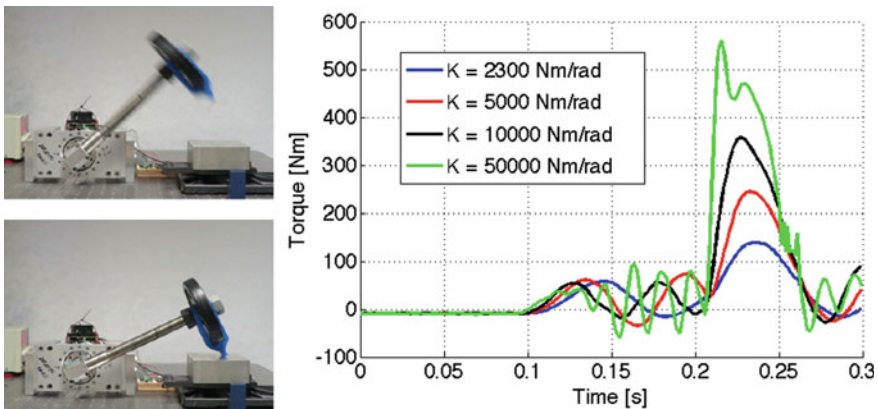 600
500
400
300
200
100
0
-100
Torque [Nm]
K = 2300 Nm/rad
K = 5000 Nm/rad
K = 10000 Nm/rad
K = 50000 Nm/rad
0
0.05
0.1
0.15
0.2
0.25
0.3
Time [s]